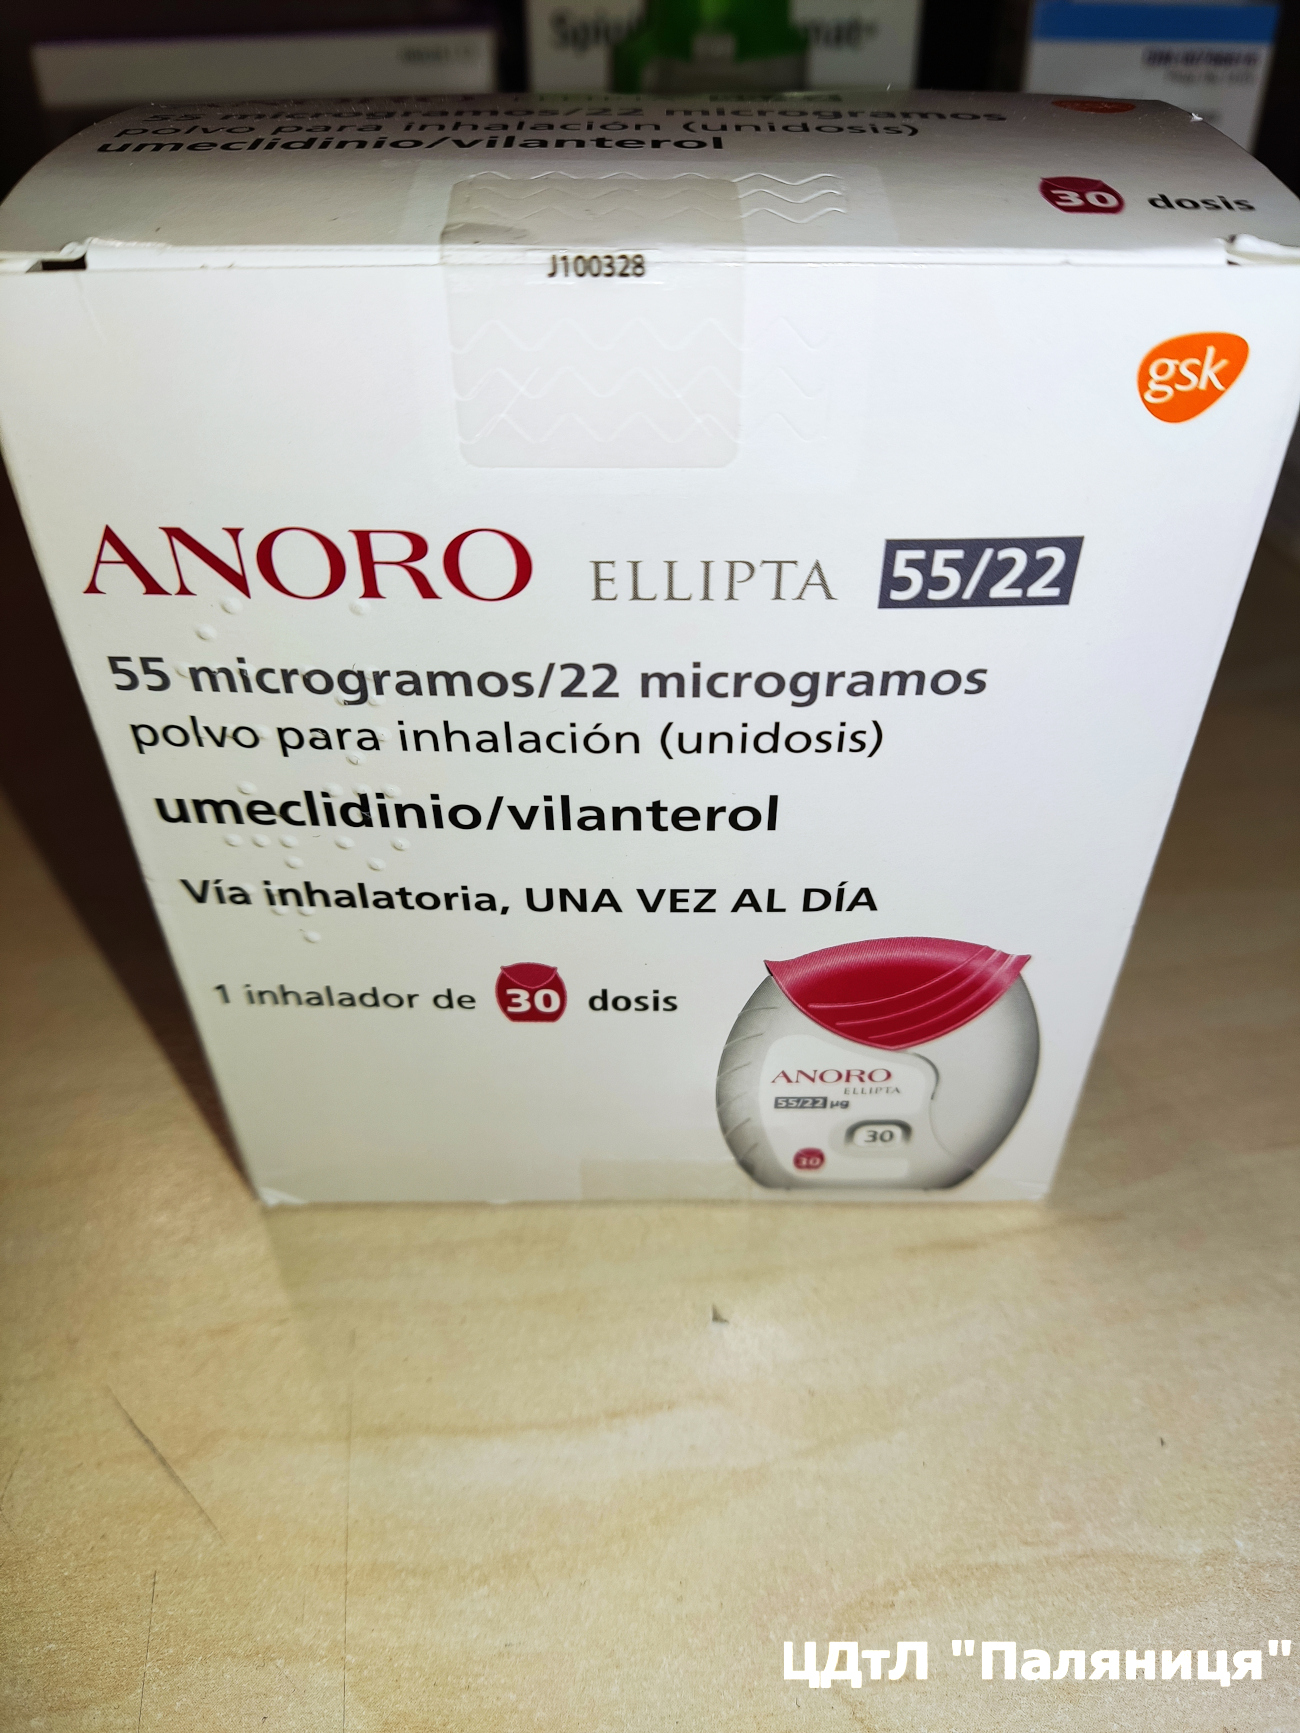 55 microgramos/22 microgramos
polvo para inhalación (unidosis)
umeclidinio/vilanterol
30 dosis
J100328
gsk
ANORO ELLIPTA 55/22
55 microgramos/22 microgramos
polvo para inhalación (unidosis)
umeclidinio/vilanterol
Vía inhalatoria, UNA VEZ AL DÍA
1 inhalador de 30 dosis
ANORO
ELLIPTA
55/22 µg
30
30
ЦДтЛ "Паляниця"